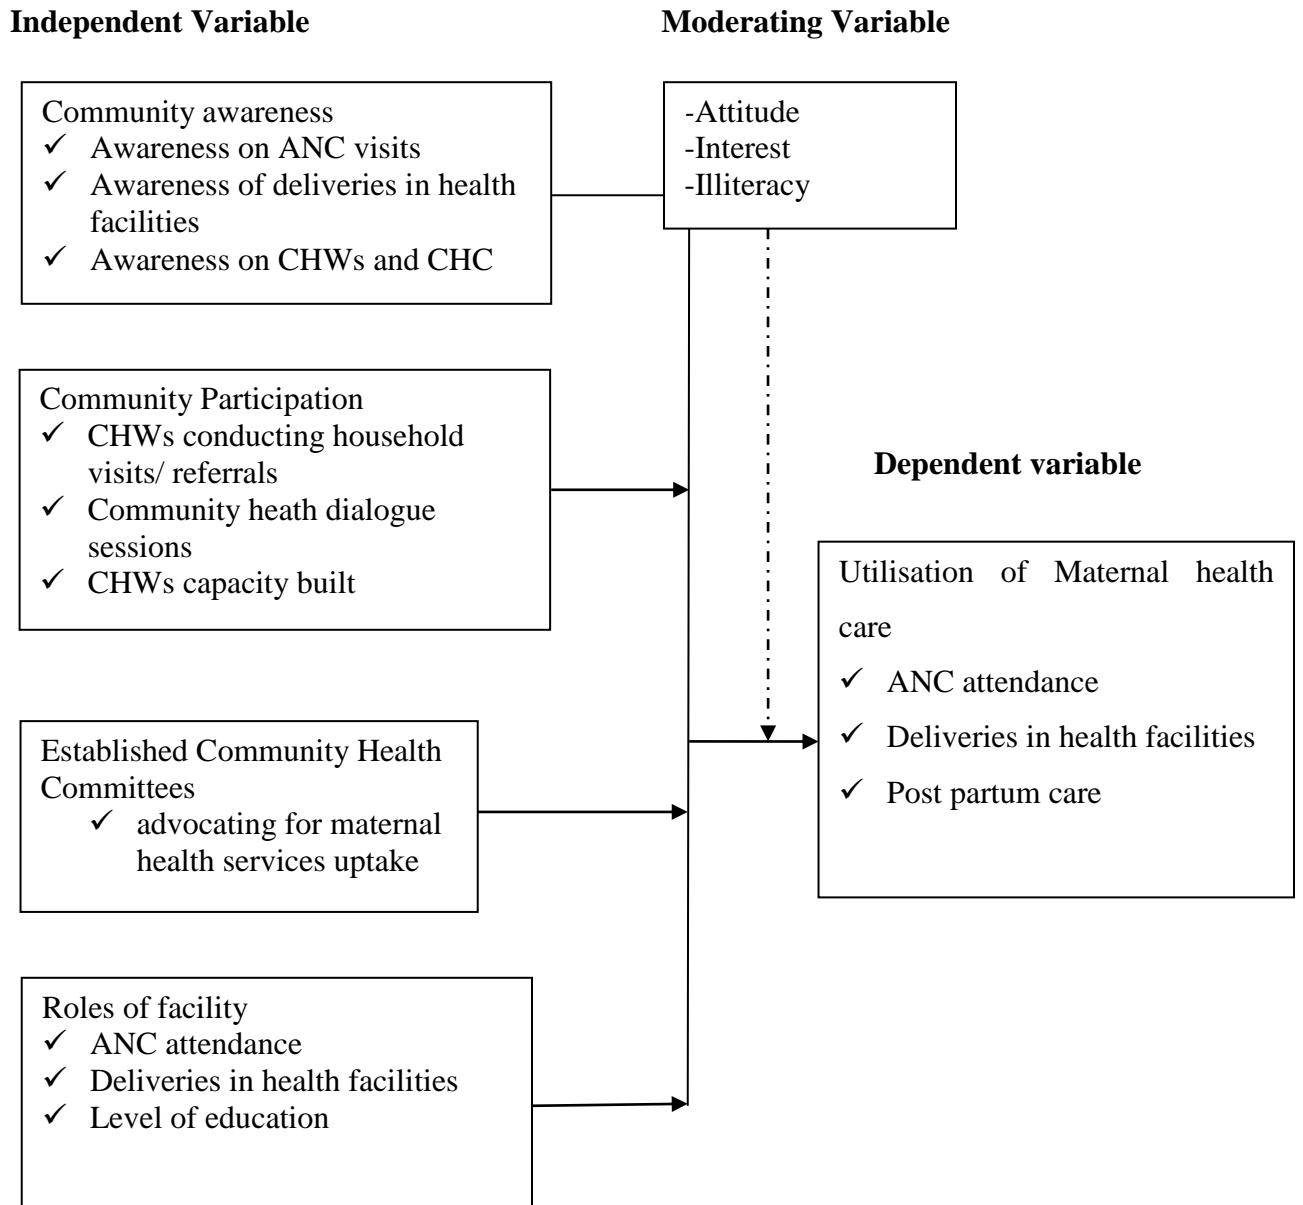 Independent Variable
Moderating Variable
Community awareness
✓ Awareness on ANC visits
✓ Awareness of deliveries in health
facilities
✓ Awareness on CHWs and CHC
-Attitude
-Interest
-Illiteracy
Community Participation
✓ CHWs conducting household
visits/ referrals
✓ Community heath dialogue
sessions
✓ CHWs capacity built
Dependent variable
Utilisation of Maternal health
care
✓ ANC attendance
✓ Deliveries in health facilities
✓ Post partum care
Established Community Health
Committees
✓ advocating for maternal
health services uptake
Roles of facility
✓ ANC attendance
✓ Deliveries in health facilities
✓ Level of education